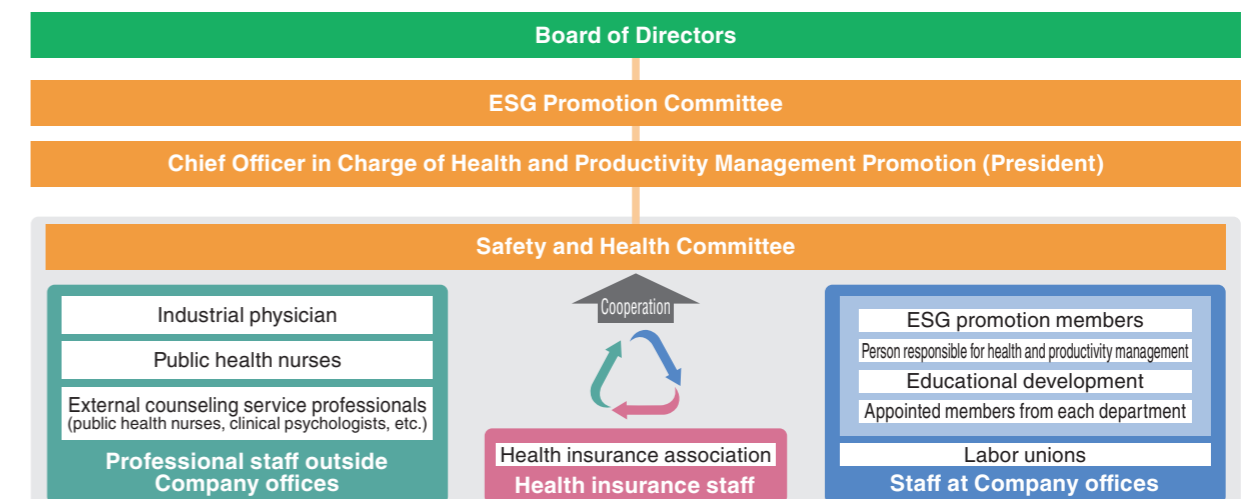 Board of Directors
ESG Promotion Committee
Chief Officer in Charge of Health and Productivity Management Promotion (President)
Safety and Health Committee
Industrial physician
Public health nurses
External counseling service professionals
(public health nurses, clinical psychologists, etc.)
Professional staff outside
Company offices
Cooperation
Health insurance association
Health insurance staff
ESG promotion members
Person responsible for health and productivity management
Educational development
Appointed members from each department
Labor unions
Staff at Company offices